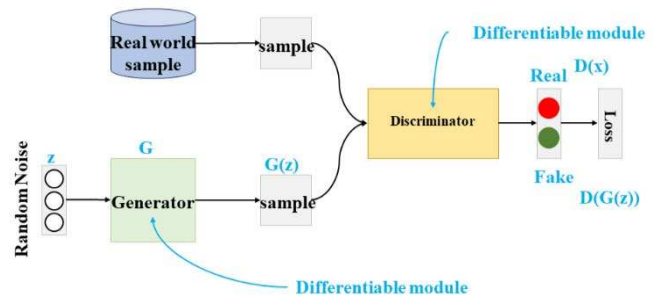 Real world
sample
sample
Differentiable module
Real
D(x)
Discriminator
Loss
Fake
D(G(z))
Random Noise
z
G
Generator
G(z)
sample
Differentiable module